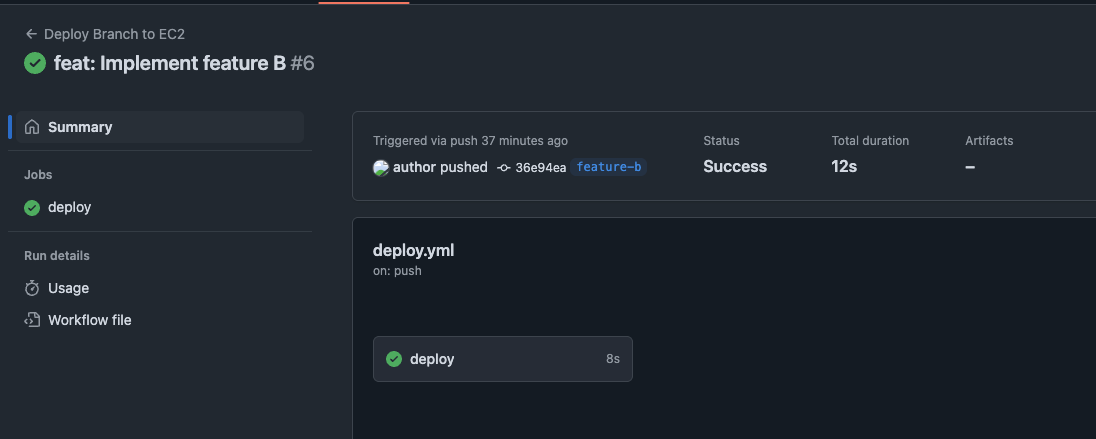 Deploy Branch to EC2
feat: Implement feature B #6
Summary
Jobs
deploy
Run details
Usage
Workflow file
Triggered via push 37 minutes ago
author pushed 36e94ea feature-b
Status
Success
Total duration
12s
Artifacts
–
deploy.yml
on: push
deploy 8s